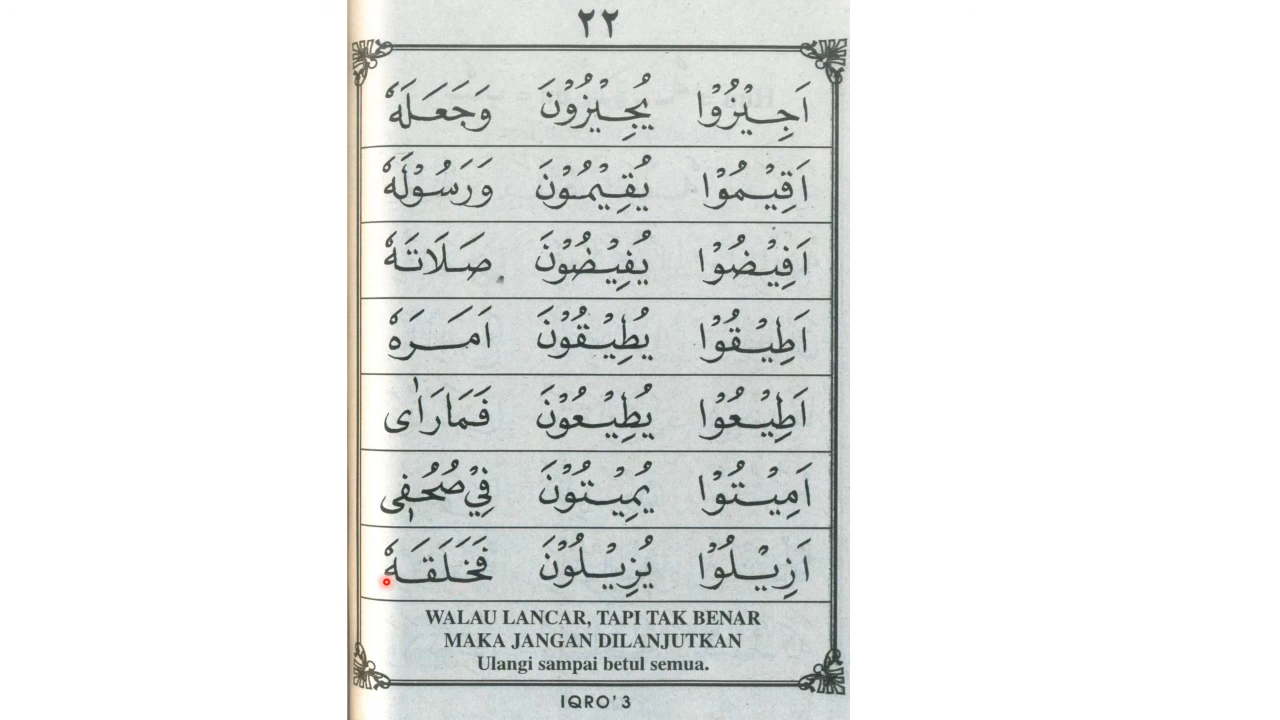 ٢٢
اَجِيْزُوْا يُجِيْزُوْنَ وَجَعَلَهٗ
اَقِيْمُوْا يُقِيْمُوْنَ وَرَسُوْلَهٗ
اَفِيْضُوْا يُفِيْضُوْنَ صَلَاتَهٗ
اَطِيْقُوْا يُطِيْقُوْنَ اَمَرَهٗ
اَطِيْعُوْا يُطِيْعُوْنَ فَمَارَاٰى
اَمِيْتُوْا يُمِيْتُوْنَ فِيْ صُحُفِٖى
اَزِيْلُوْا يُزِيْلُوْنَ فَخَلَقَهٗ
WALAU LANCAR, TAPI TAK BENAR
MAKA JANGAN DILANJUTKAN
Ulangi sampai betul semua.
IQRO' 3